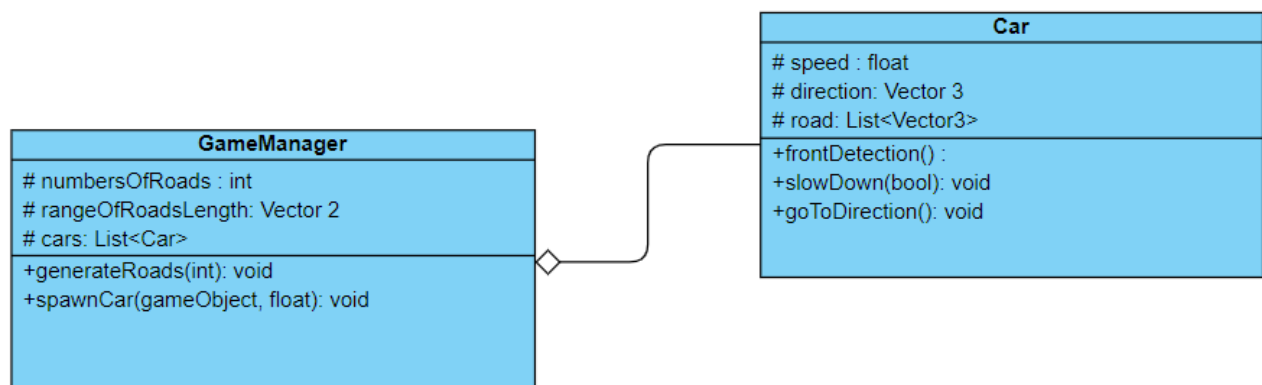 GameManager
# numbersOfRoads : int
# rangeOfRoadsLength: Vector 2
# cars: List<Car>
+generateRoads(int): void
+spawnCar(gameObject, float): void
Car
# speed : float
# direction: Vector 3
# road: List<Vector3>
+frontDetection() :
+slowDown(bool): void
+goToDirection(): void